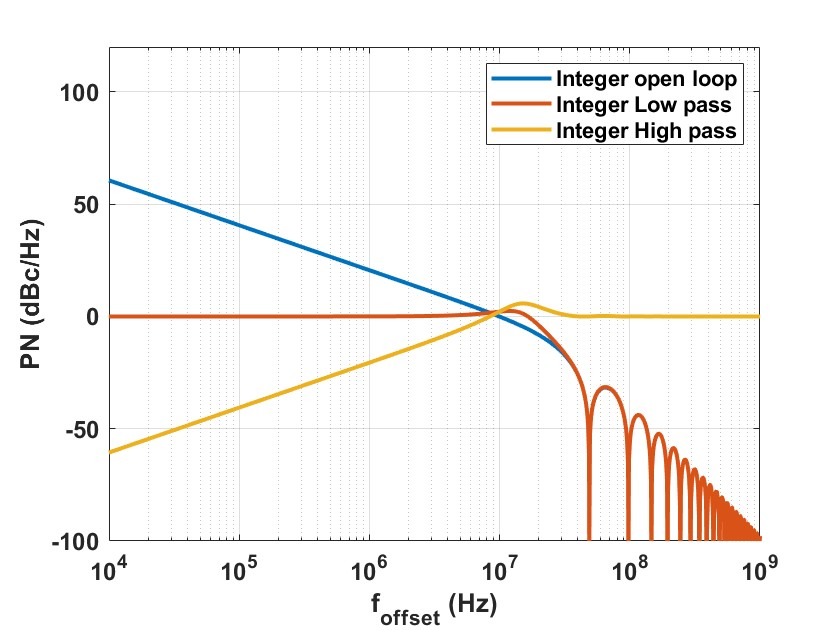 Integer open loop
Integer Low pass
Integer High pass
100
50
0
-50
-100
PN (dBc/Hz)
10^4 10^5 10^6 10^7 10^8 10^9
f_offset (Hz)